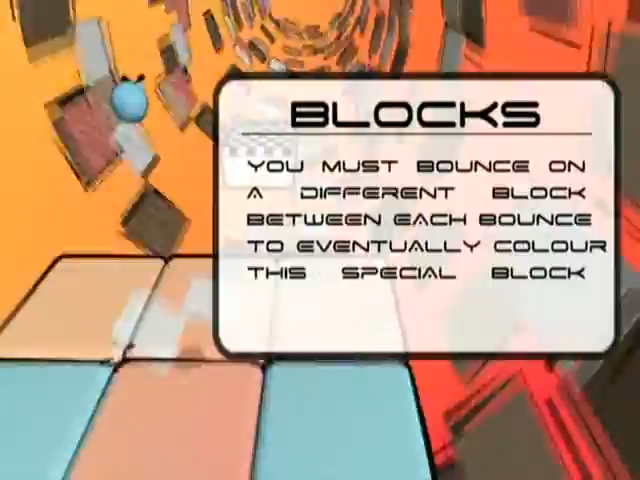 BLOCKS
YOU MUST BOUNCE ON
A DIFFERENT BLOCK
BETWEEN EACH BOUNCE
TO EVENTUALLY COLOUR
THIS SPECIAL BLOCK